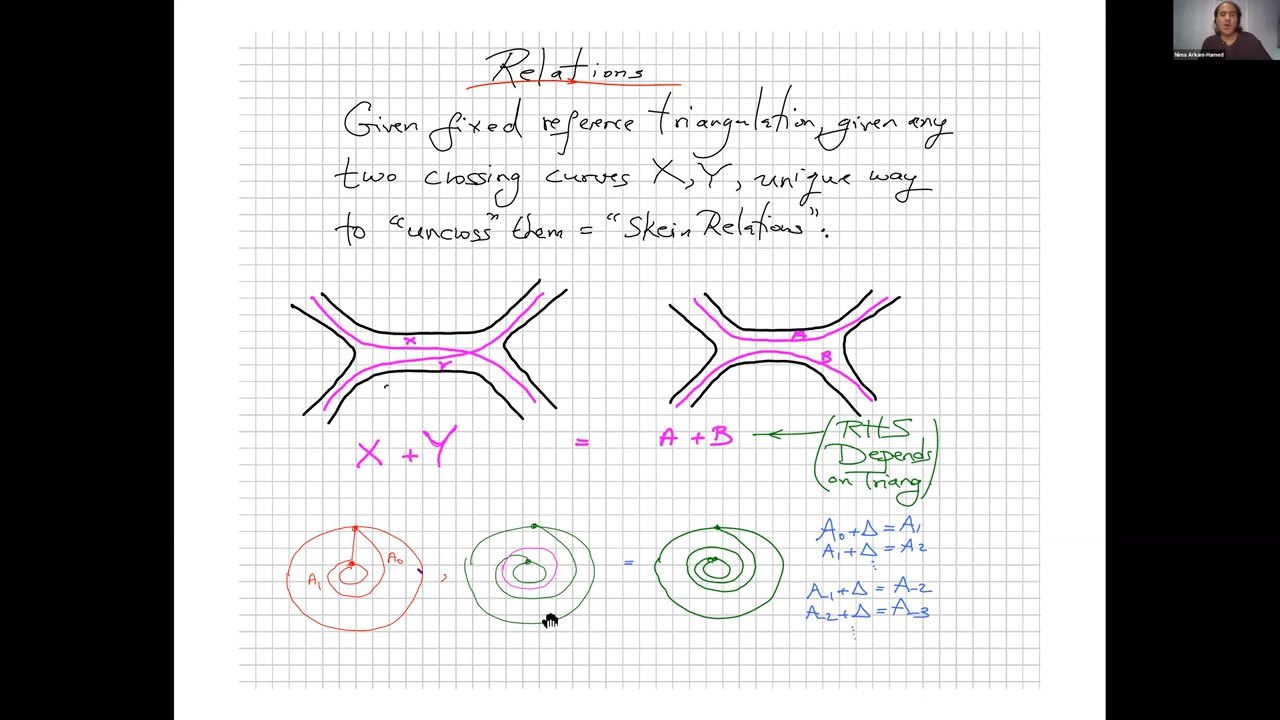 Relations
Given fixed reference triangulation, given any
two crossing curves X, Y, unique way
to "uncross" them = "Skein Relations".
X
Y
A
B
X + Y = A + B
(RHS
Depends
on Triang)
A₁
A₀
,
=
A₀ + Δ = A₁
A₁ + Δ = A₂
⋮
A₋₁ + Δ = A₋₂
A₋₂ + Δ = A₋₃
⋮
Nima Arkani-Hamed